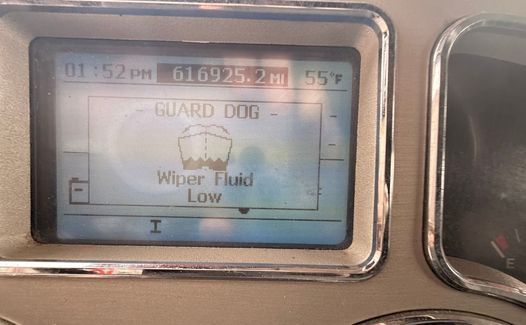 01:52 PM 616925.2 MI 55°F
- GUARD DOG -
Wiper Fluid
Low
I
E